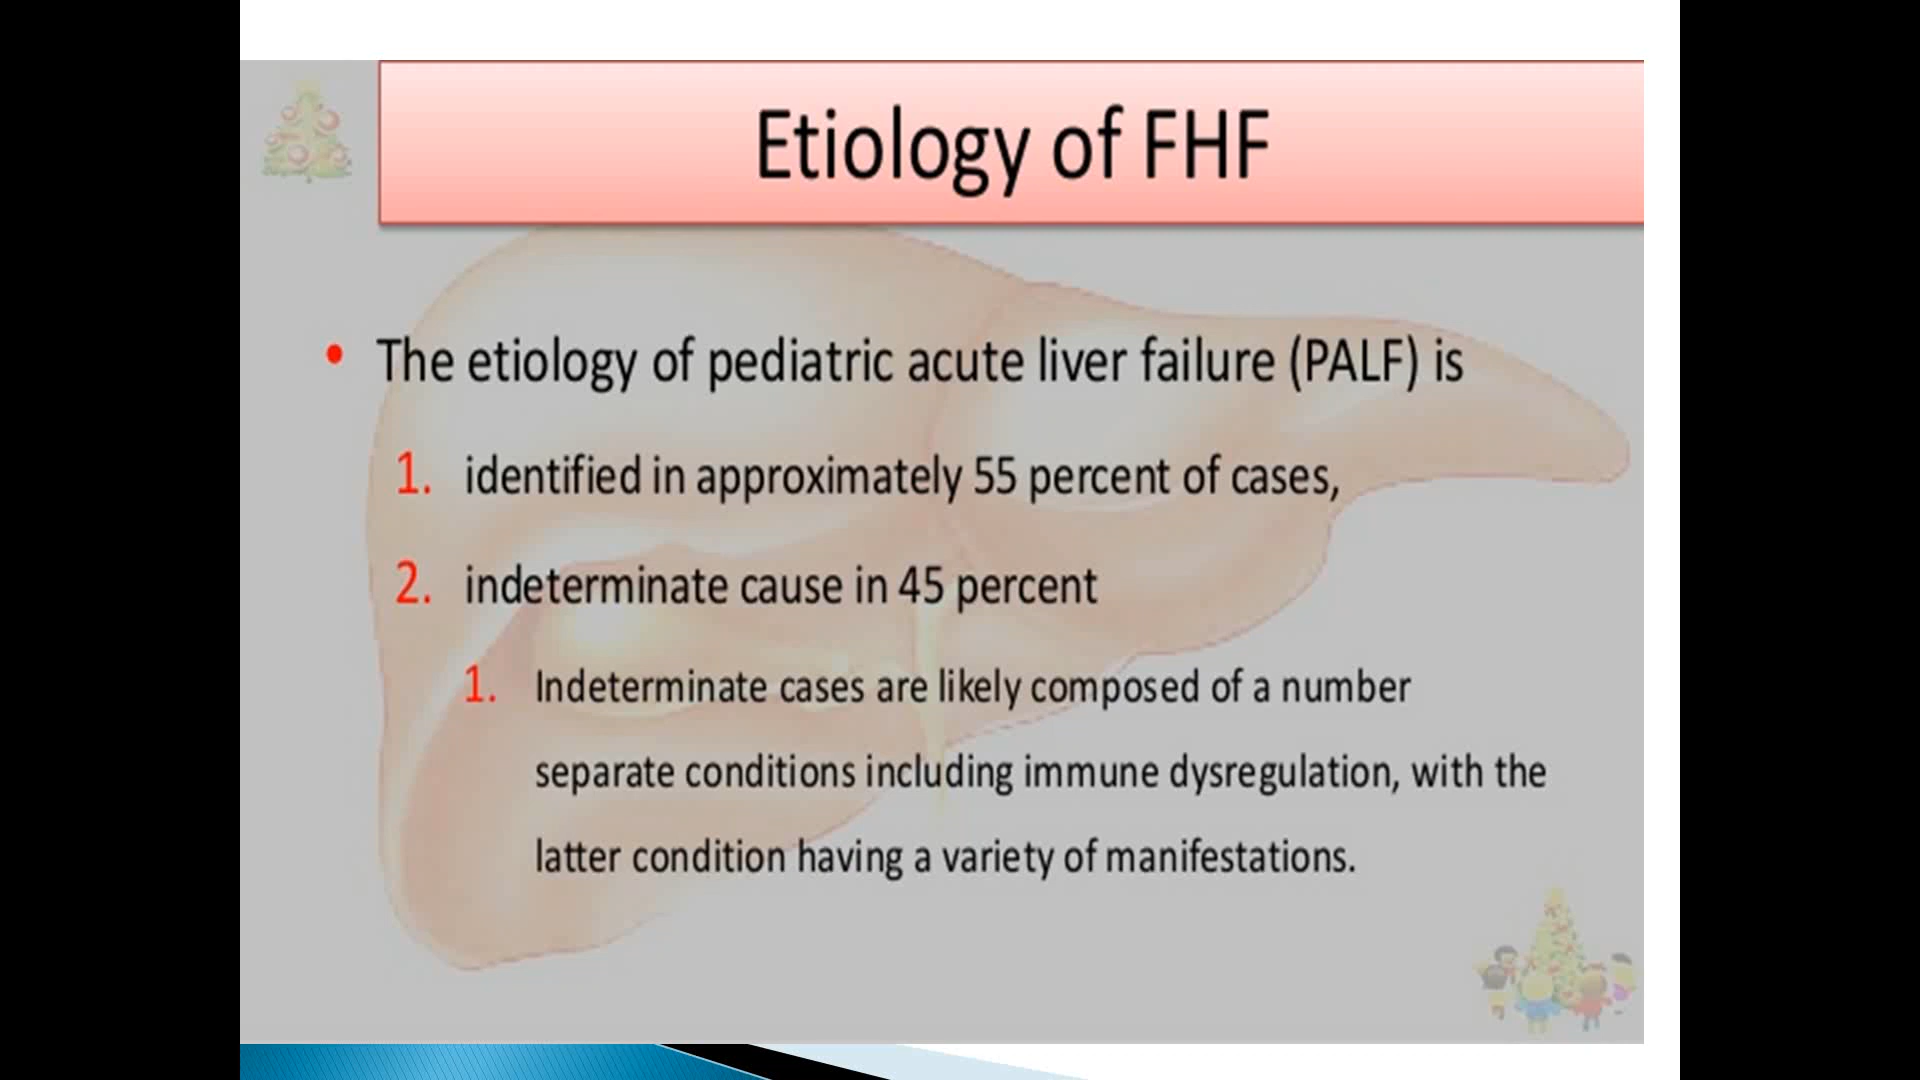 Etiology of FHF
• The etiology of pediatric acute liver failure (PALF) is
1. identified in approximately 55 percent of cases,
2. indeterminate cause in 45 percent
1. Indeterminate cases are likely composed of a number
separate conditions including immune dysregulation, with the
latter condition having a variety of manifestations.